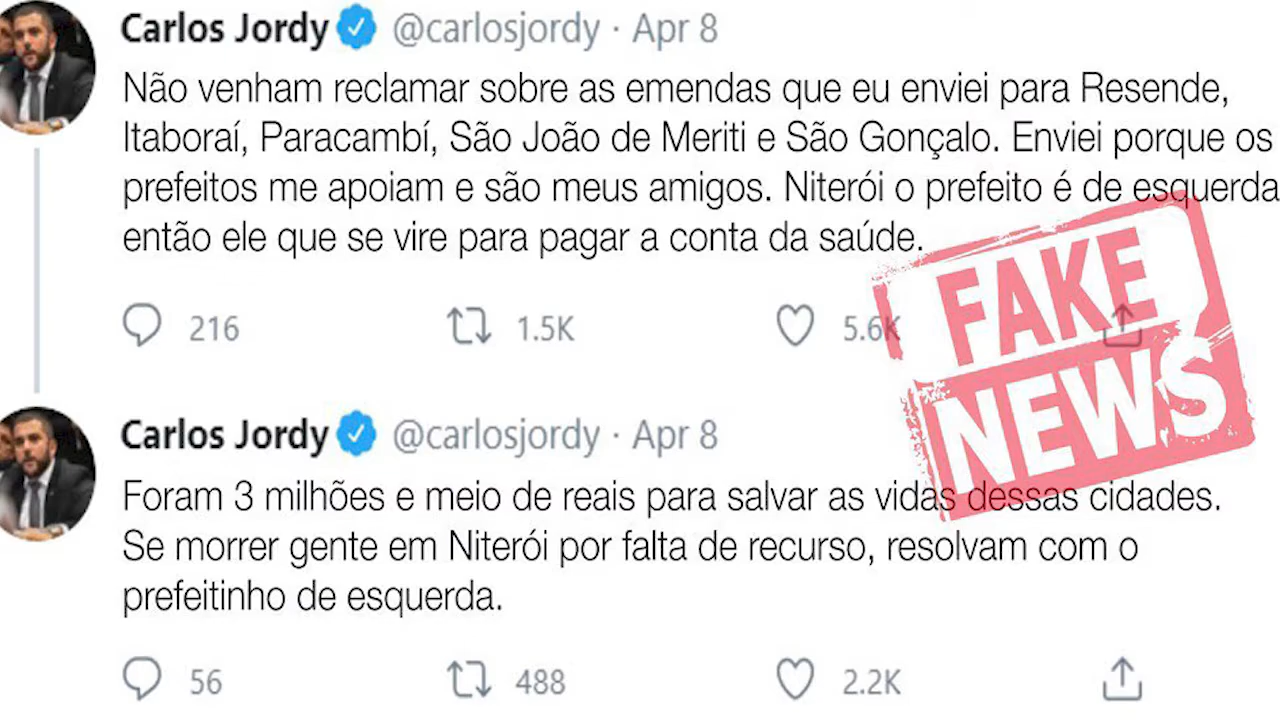 Carlos Jordy @carlosjordy · Apr 8
Não venham reclamar sobre as emendas que eu enviei para Resende,
Itaboraí, Paracambí, São João de Meriti e São Gonçalo. Enviei porque os
prefeitos me apoiam e são meus amigos. Niterói o prefeito é de esquerda
então ele que se vire para pagar a conta da saúde.
216 1.5K 5.6K
FAKE
NEWS
Carlos Jordy @carlosjordy · Apr 8
Foram 3 milhões e meio de reais para salvar as vidas dessas cidades.
Se morrer gente em Niterói por falta de recurso, resolvam com o
prefeitinho de esquerda.
56 488 2.2K